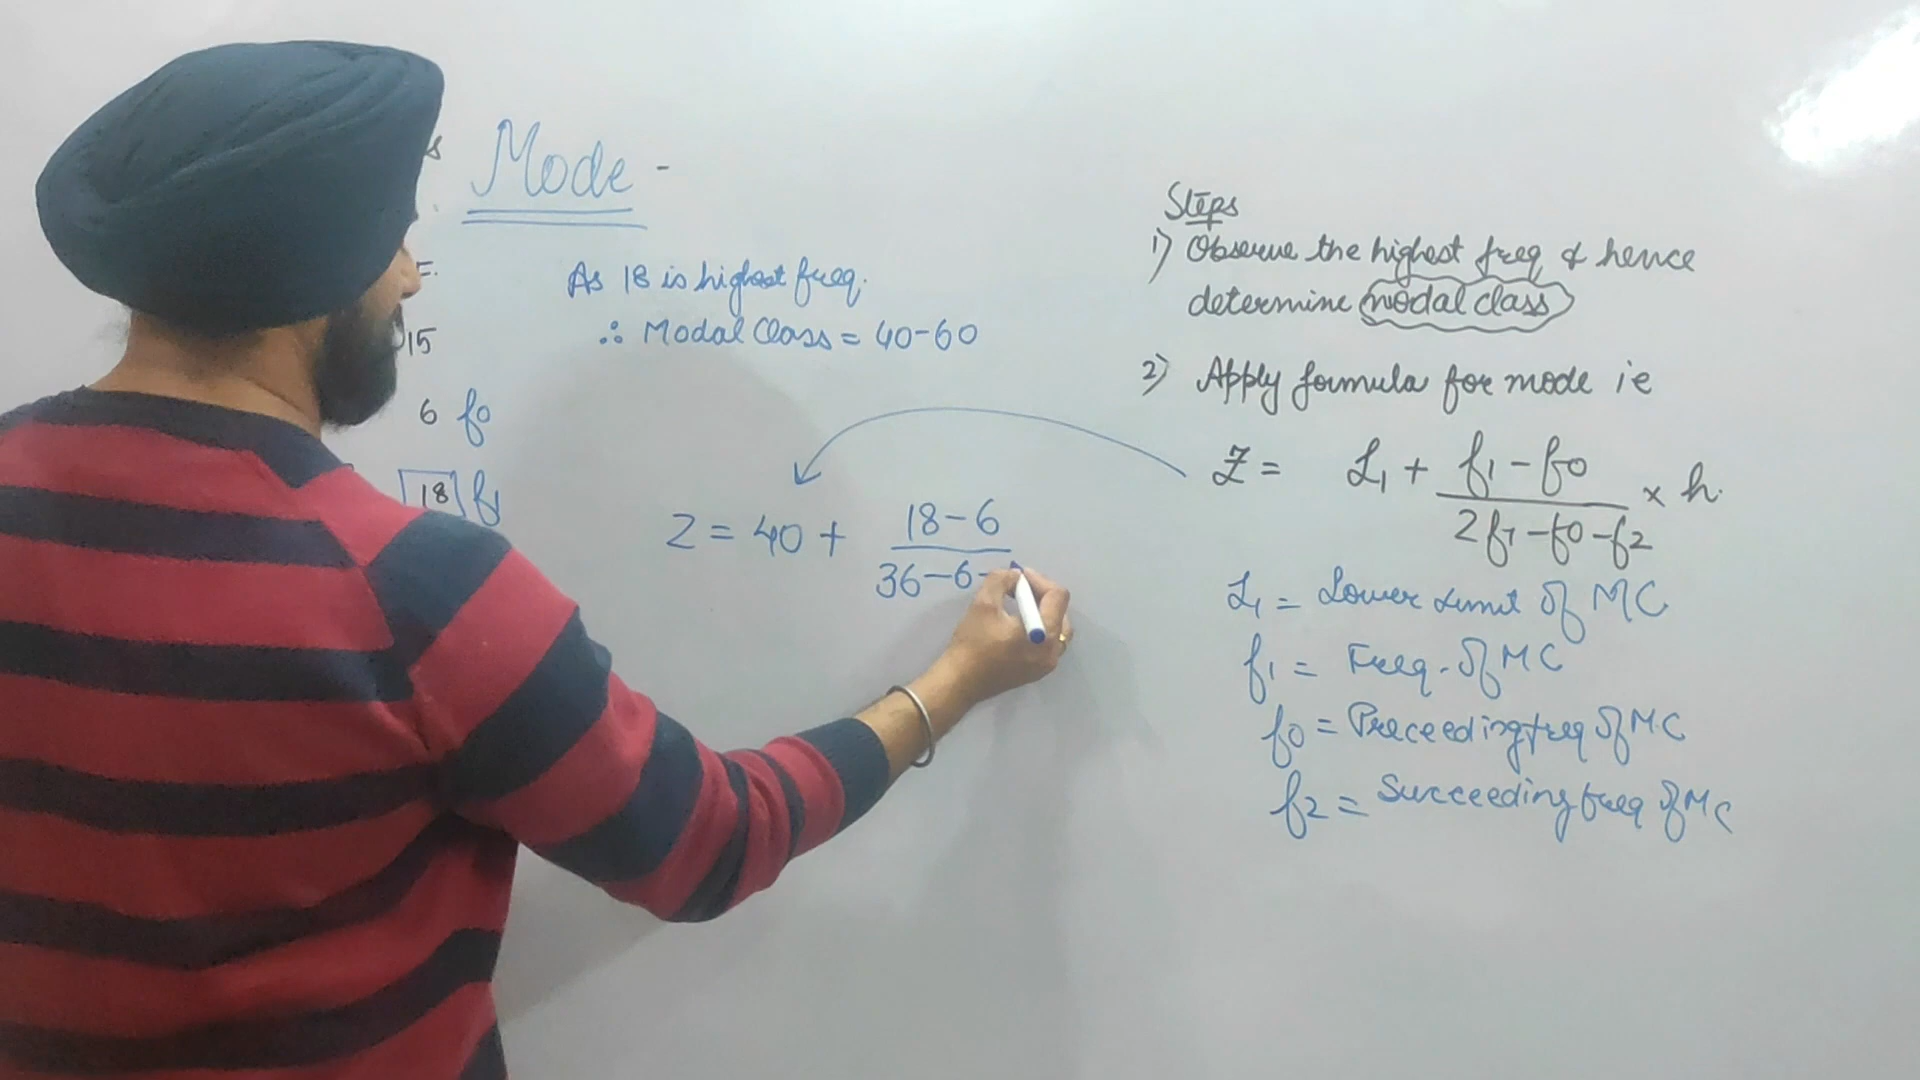 Mode -
15
6 f0
18 f1
As 18 is highest freq.
∴ Modal Class = 40-60
Z = 40 + 18-6
36-6-
Steps
1) Observe the highest freq & hence
determine modal class
2) Apply formula for mode ie
Z = L1 + f1 - f0 × h.
2f1 - f0 - f2
L1 = Lower Limit of MC
f1 = Freq. of MC
f0 = Preceeding freq of MC
f2 = Succeeding freq of MC